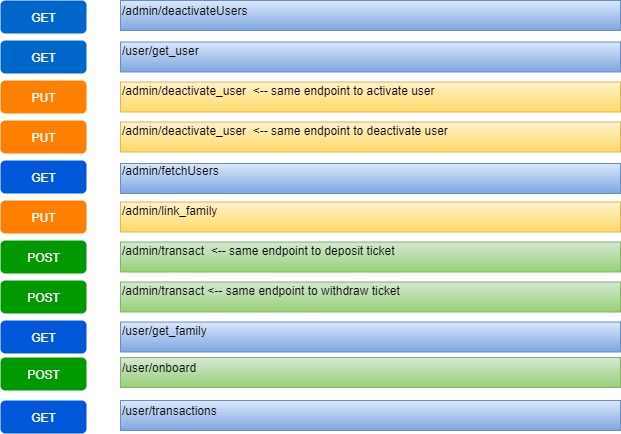 GET /admin/deactivateUsers
GET /user/get_user
PUT /admin/deactivate_user <-- same endpoint to activate user
PUT /admin/deactivate_user <-- same endpoint to deactivate user
GET /admin/fetchUsers
PUT /admin/link_family
POST /admin/transact <-- same endpoint to deposit ticket
POST /admin/transact <-- same endpoint to withdraw ticket
GET /user/get_family
POST /user/onboard
GET /user/transactions